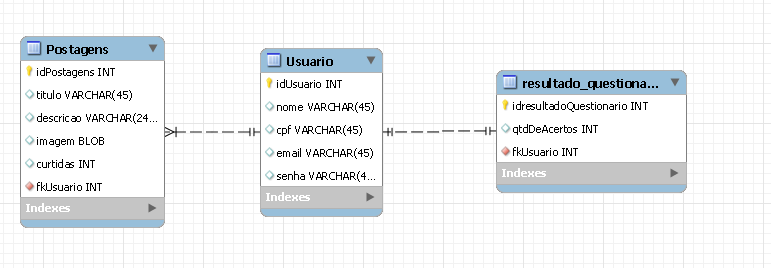 Postagens
idPostagens INT
titulo VARCHAR(45)
descricao VARCHAR(24...
imagem BLOB
curtidas INT
fkUsuario INT
Indexes
Usuario
idUsuario INT
nome VARCHAR(45)
cpf VARCHAR(45)
email VARCHAR(45)
senha VARCHAR(4...
Indexes
resultado_questiona...
idresultadoQuestionario INT
qtdDeAcertos INT
fkUsuario INT
Indexes